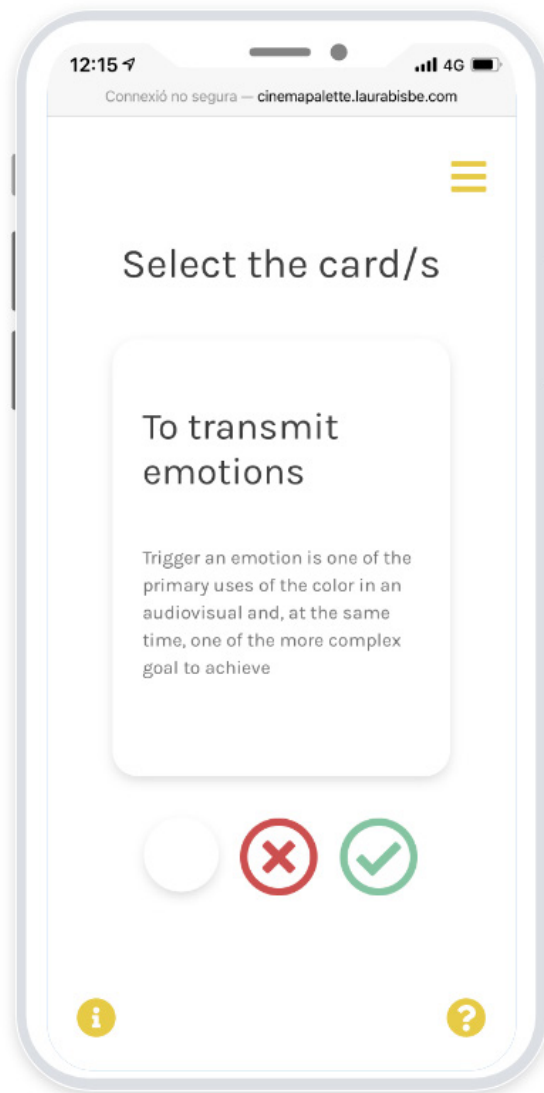 12:15
4G
Connexió no segura — cinemapalette.laurabisbe.com
Select the card/s
To transmit
emotions
Trigger an emotion is one of the
primary uses of the color in an
audiovisual and, at the same
time, one of the more complex
goal to achieve